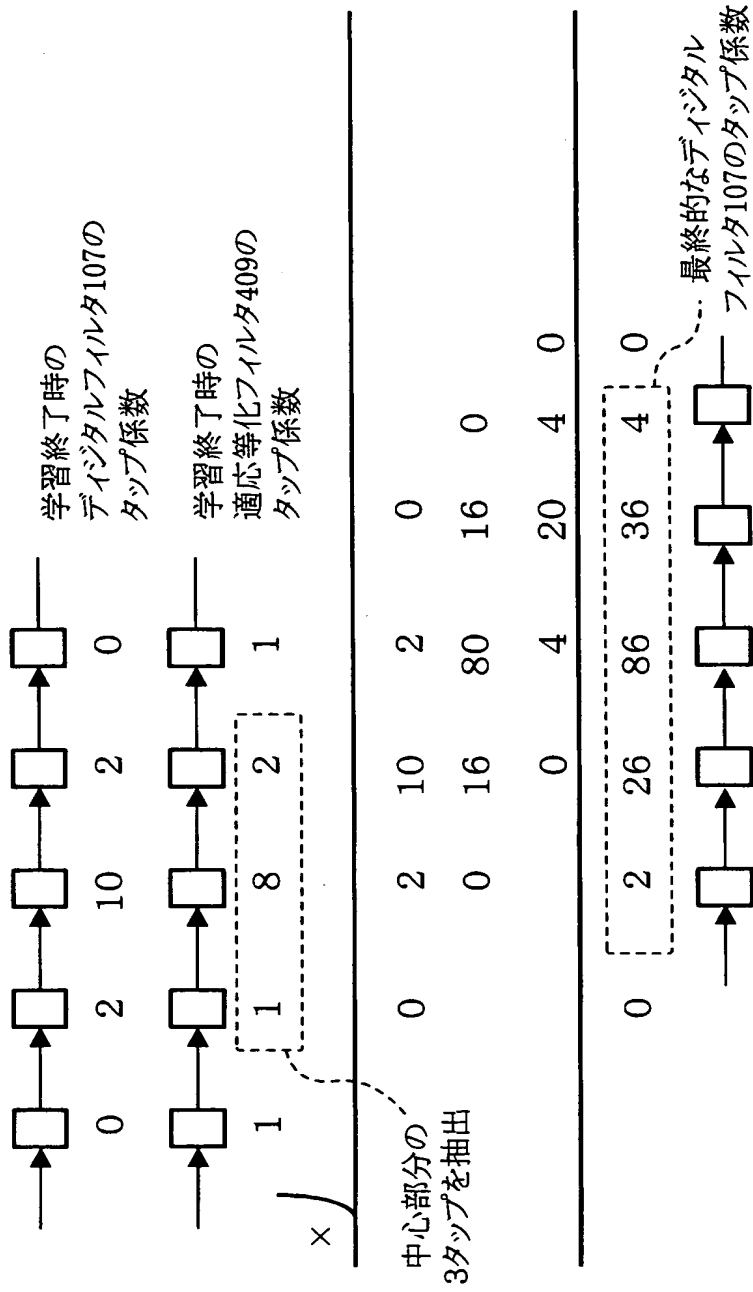 学習終了時の
ディジタルフィルタ107の
タップ係数
0 2 10 2 0
学習終了時の
適応等化フィルタ409の
タップ係数
1 1 8 2 1
×
中心部分の
3タップを抽出
0 2 10 2 0
0 16 80 16 0
0 4 20 4 0
0 2 26 86 36 4 0
最終的なディジタル
フィルタ107のタップ係数